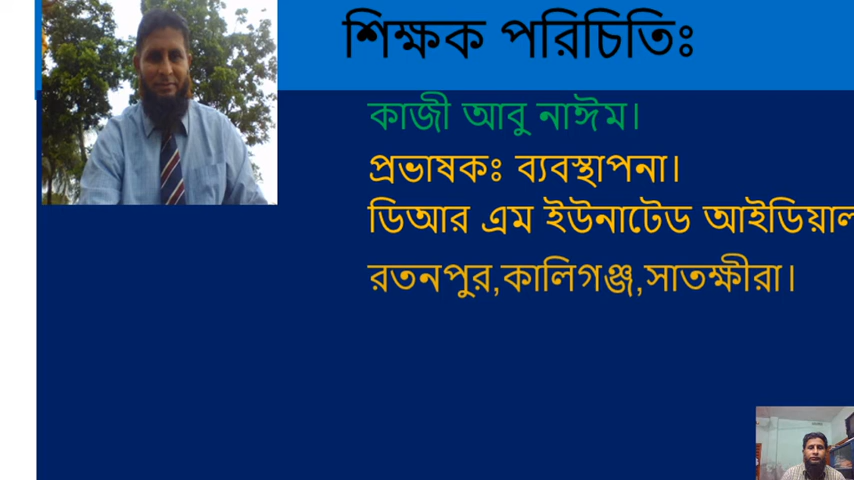 শিক্ষক পরিচিতিঃ
কাজী আবু নাঈম।
প্রভাষকঃ ব্যবস্থাপনা।
ডিআর এম ইউনাটেড আইডিয়াল
রতনপুর,কালিগঞ্জ,সাতক্ষীরা।